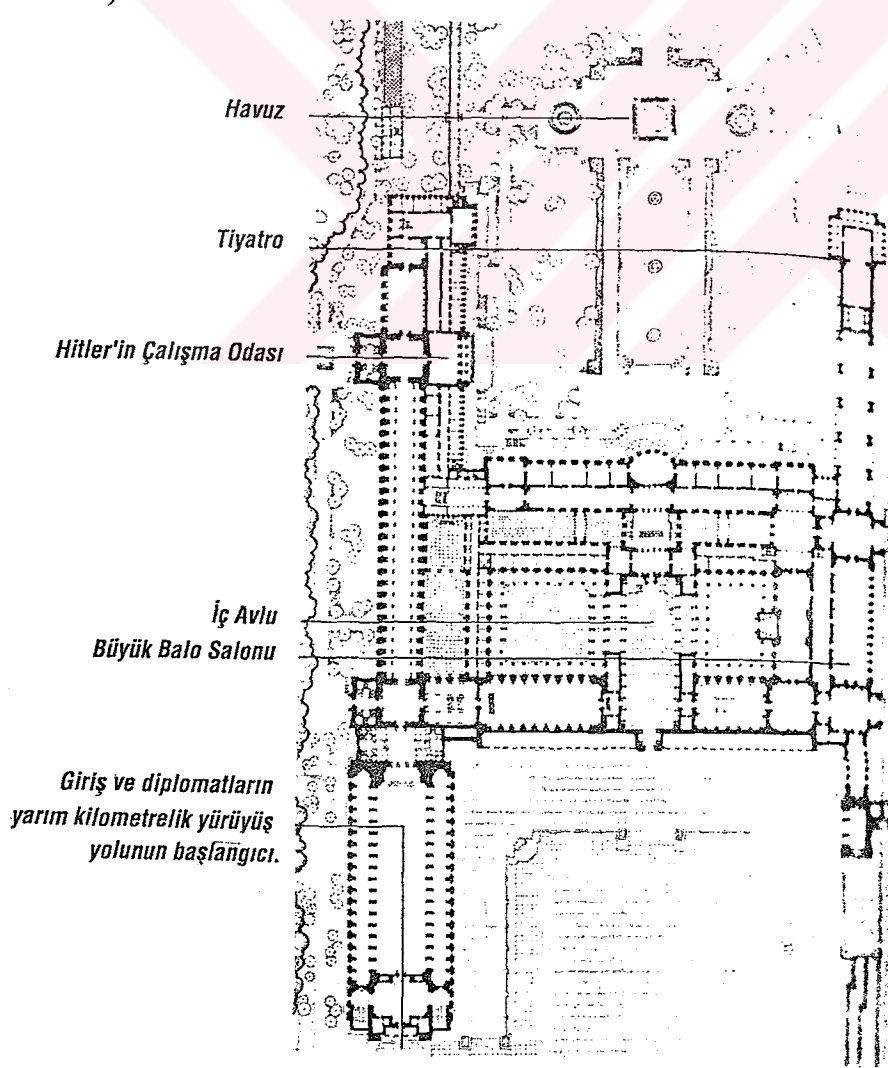 Havuz
Tiyatro
Hitler'in Çalışma Odası
İç Avlu
Büyük Balo Salonu
Giriş ve diplomatların
yarım kilometrelik yürüyüş
yolunun başlangıcı.